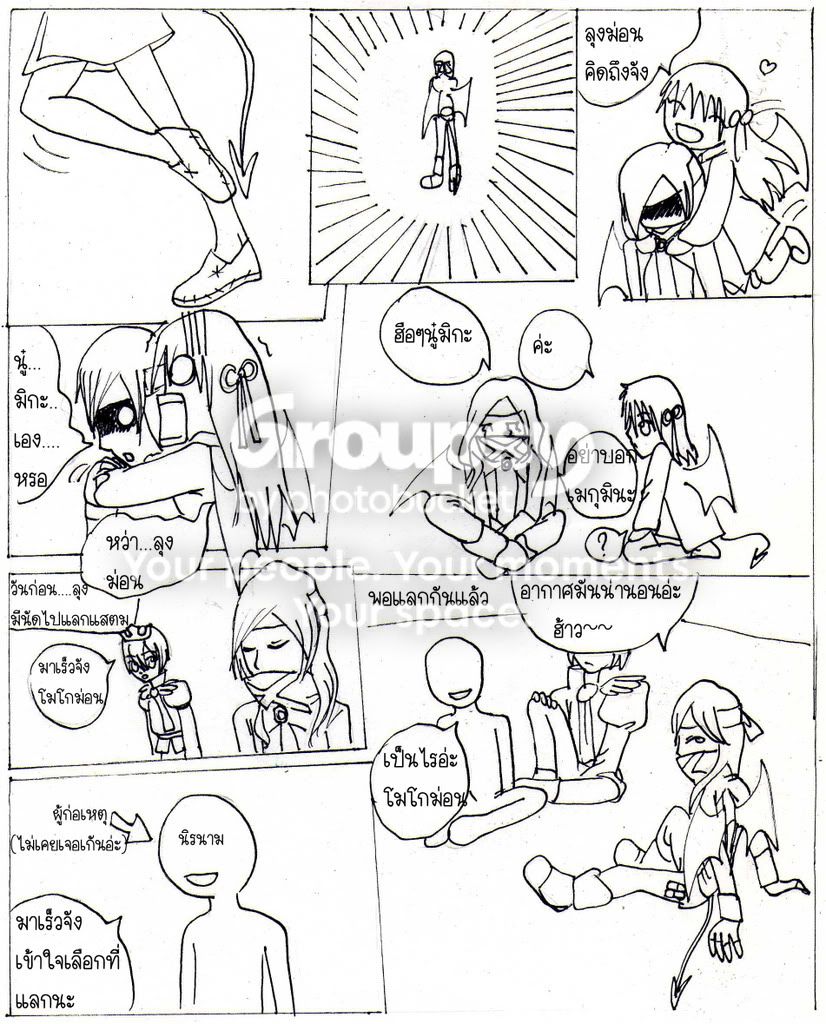 ลุงม่อน
คิดถึงจัง
นู๋...
มิกะ..
เอง....
หรอ
หว่า...ลุง
ม่อน
ฮือๆนู๋มิกะ
ค่ะ
อย่าบอก
เมกุมินะ
?
วันก่อน....ลุง
มีนัดไปแลกแสตม
มาเร็วจัง
โมโกม่อน
พอแลกกันแล้ว
อากาศมันน่านอนอ่ะ
ฮ้าว~~
เป็นไรอ่ะ
โมโกม่อน
ผู้ก่อเหตุ
(ไม่เคยเจอเก้นอ่ะ)
นิรนาม
มาเร็วจัง
เข้าใจเลือกที่
แลกนะ
Group
by photobucket
Your people. Your moments.
Your space.